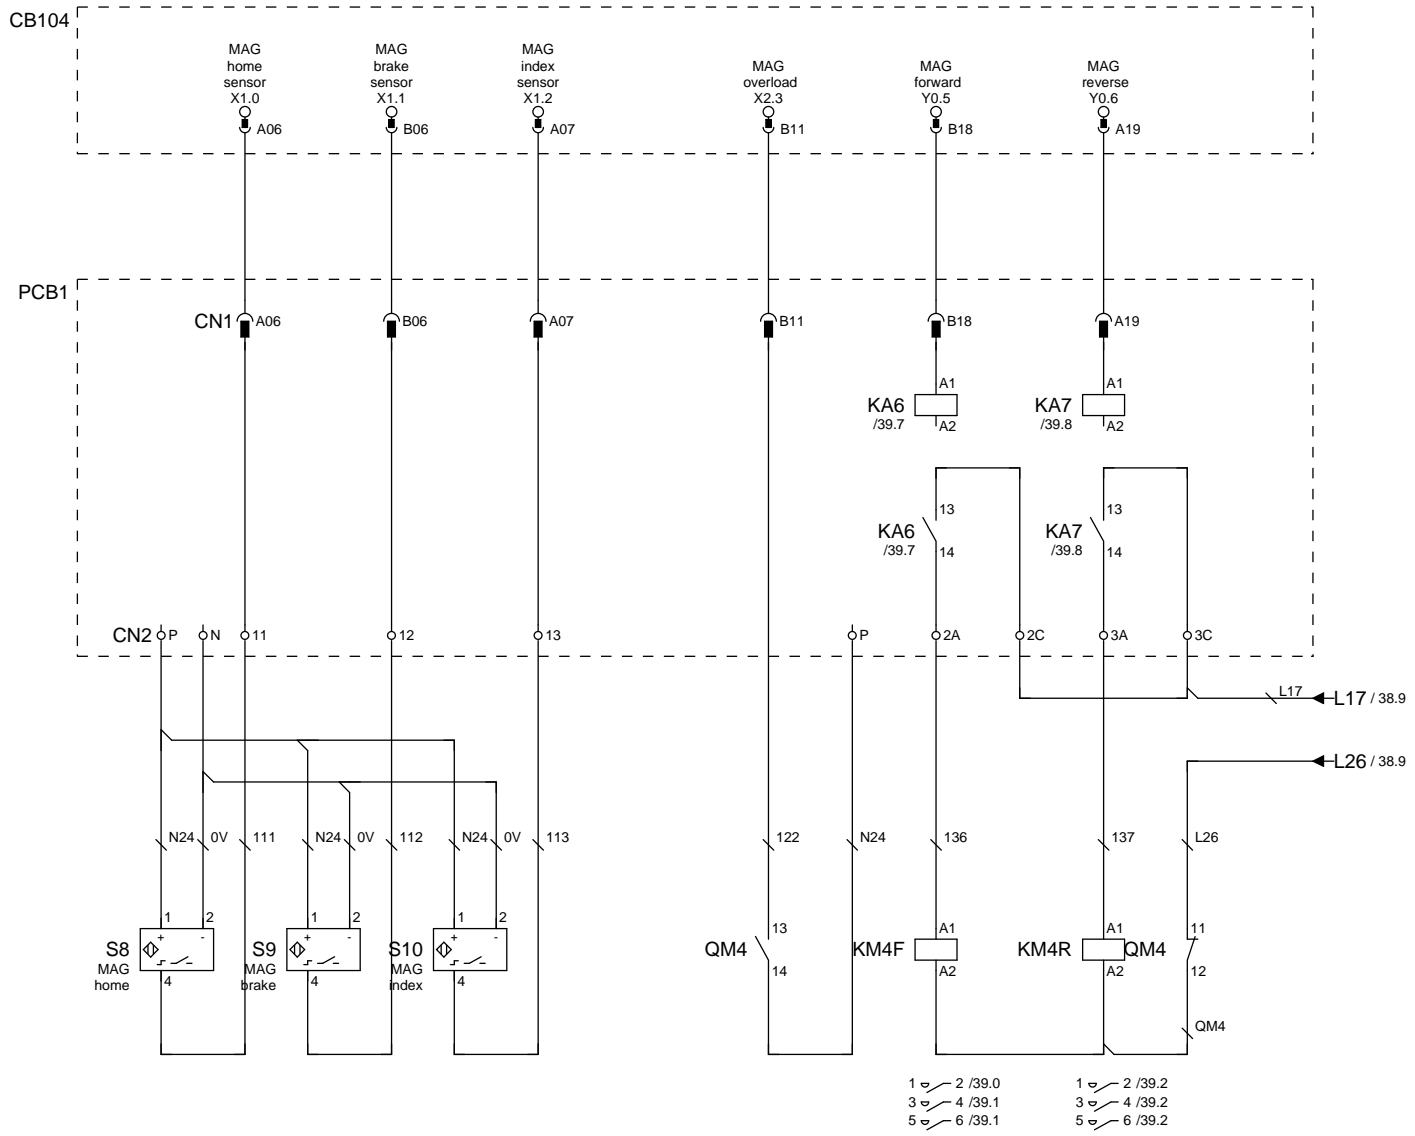 CB104
MAG
home
sensor
X1.0
MAG
brake
sensor
X1.1
MAG
index
sensor
X1.2
MAG
overload
X2.3
MAG
forward
Y0.5
MAG
reverse
Y0.6
A06
B06
A07
B11
B18
A19
PCB1
CN1
A06
B06
A07
B11
B18
A19
KA6
/39.7
A1
A2
KA7
/39.8
A1
A2
KA6
/39.7
13
14
KA7
/39.8
13
14
CN2
P
N
11
12
13
P
2A
2C
3A
3C
L17
L17 / 38.9
L26 / 38.9
N24
0V
111
N24
0V
112
N24
0V
113
122
N24
136
137
L26
S8
MAG
home
1
2
+
-
4
S9
MAG
brake
1
2
+
-
4
S10
MAG
index
1
2
+
-
4
QM4
13
14
KM4F
A1
A2
KM4R
A1
A2
QM4
11
12
QM4
1 2 /39.0
3 4 /39.1
5 6 /39.1
1 2 /39.2
3 4 /39.2
5 6 /39.2